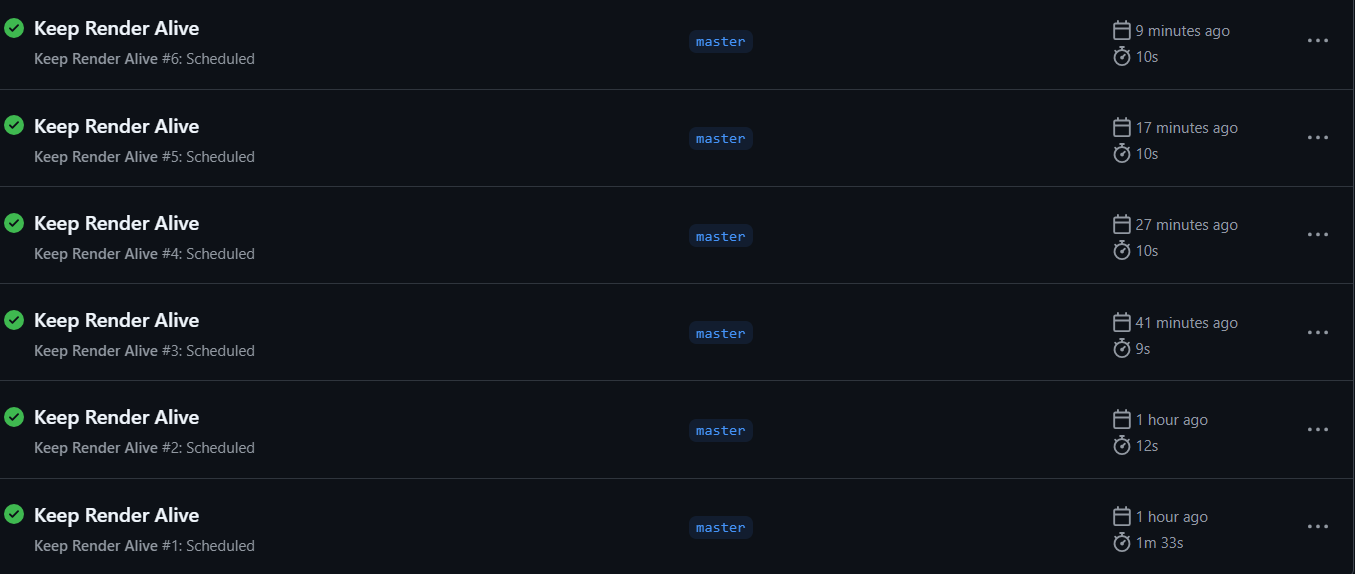 Keep Render Alive
Keep Render Alive #6: Scheduled
master
9 minutes ago
10s
Keep Render Alive
Keep Render Alive #5: Scheduled
master
17 minutes ago
10s
Keep Render Alive
Keep Render Alive #4: Scheduled
master
27 minutes ago
10s
Keep Render Alive
Keep Render Alive #3: Scheduled
master
41 minutes ago
9s
Keep Render Alive
Keep Render Alive #2: Scheduled
master
1 hour ago
12s
Keep Render Alive
Keep Render Alive #1: Scheduled
master
1 hour ago
1m 33s